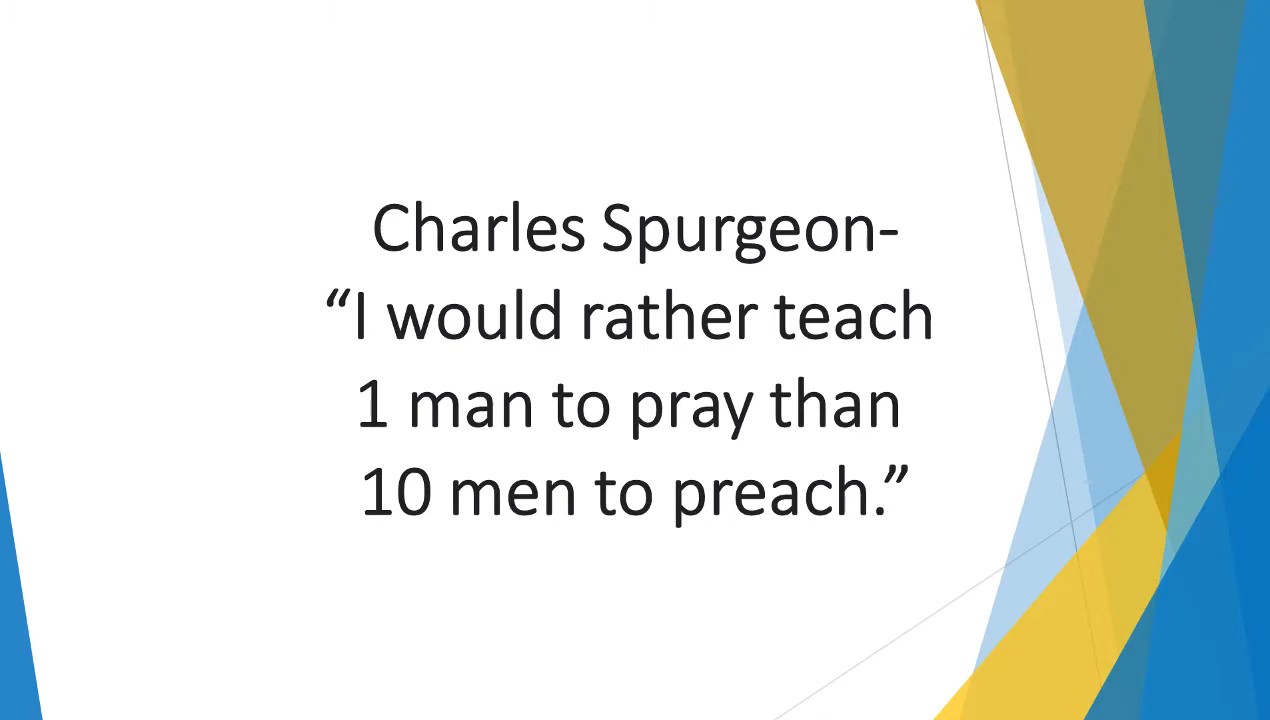 Charles Spurgeon-
“I would rather teach
1 man to pray than
10 men to preach.”